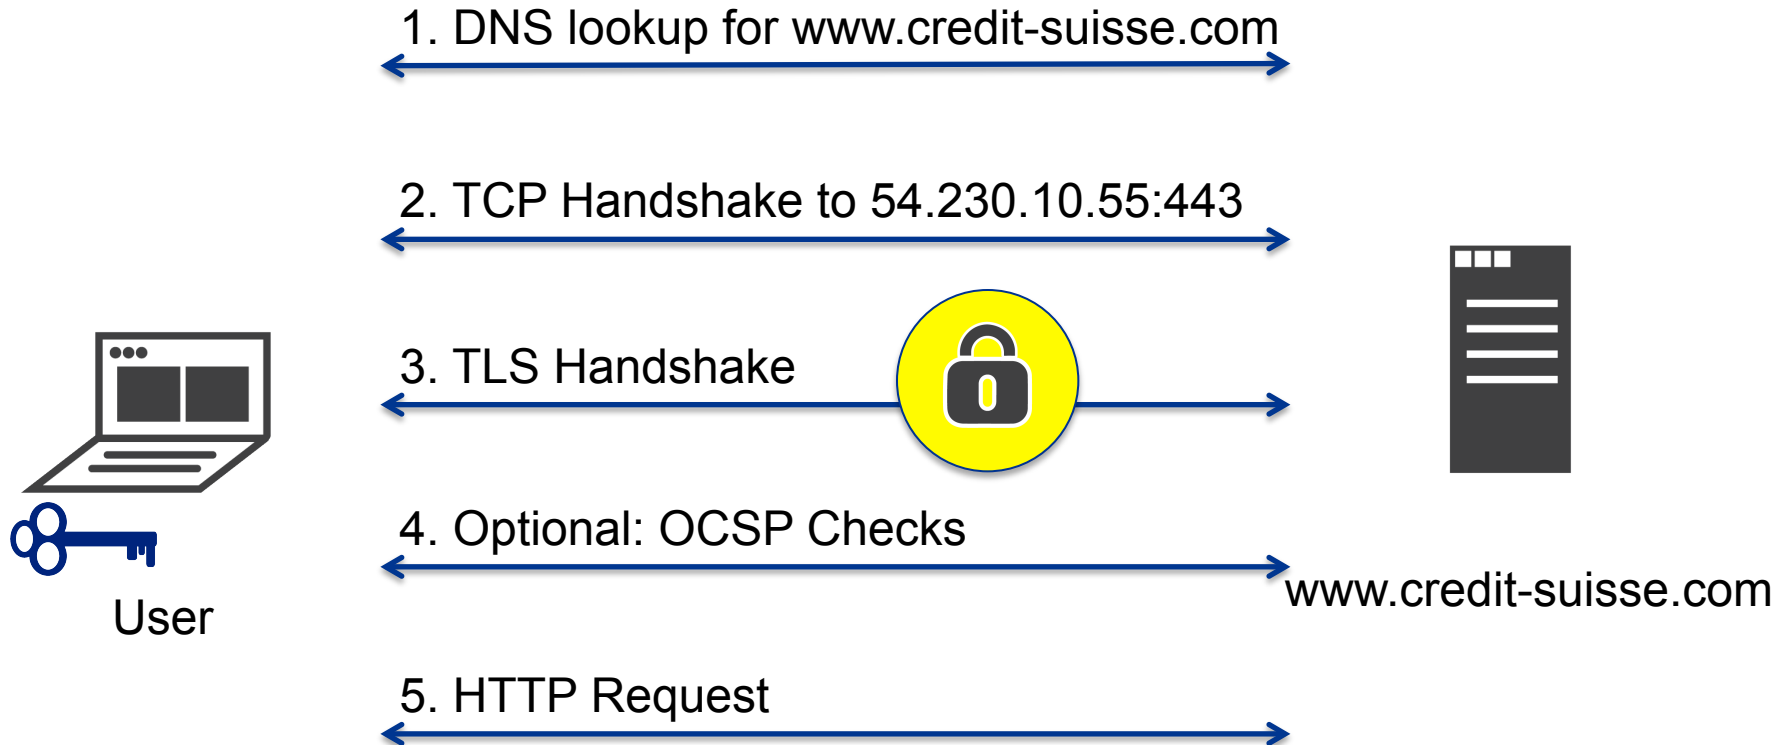 1. DNS lookup for www.credit-suisse.com
2. TCP Handshake to 54.230.10.55:443
3. TLS Handshake
4. Optional: OCSP Checks
www.credit-suisse.com
User
5. HTTP Request